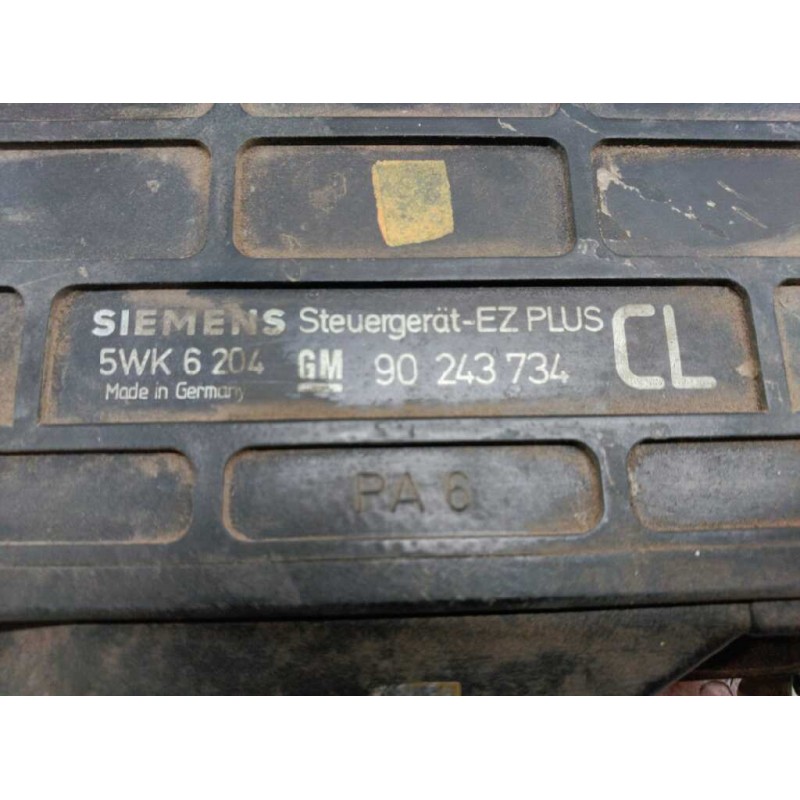 SIEMENS Steuergerät-EZ PLUS CL
5WK 6 204 GM 90 243 734
Made in Germany
PA 6